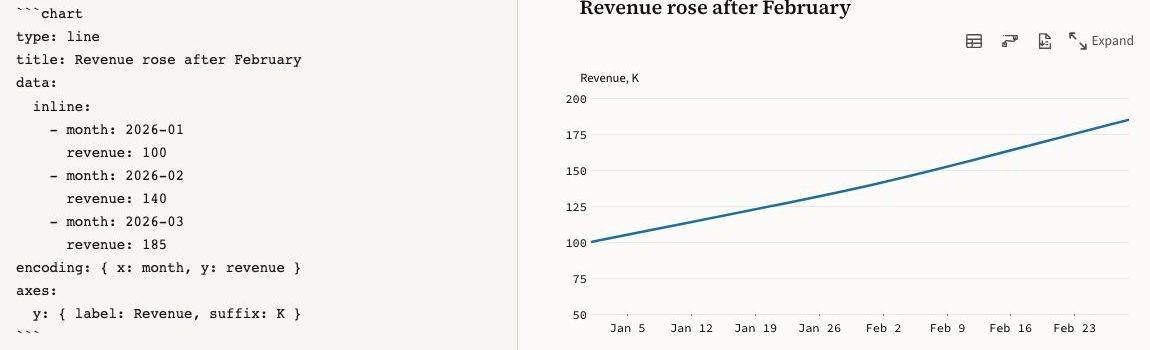 ```chart
type: line
title: Revenue rose after February
data:
  inline:
    - month: 2026-01
      revenue: 100
    - month: 2026-02
      revenue: 140
    - month: 2026-03
      revenue: 185
encoding: { x: month, y: revenue }
axes:
  y: { label: Revenue, suffix: K }
```
Revenue rose after February
Expand
Revenue, K
200
175
150
125
100
75
50
Jan 5 Jan 12 Jan 19 Jan 26 Feb 2 Feb 9 Feb 16 Feb 23